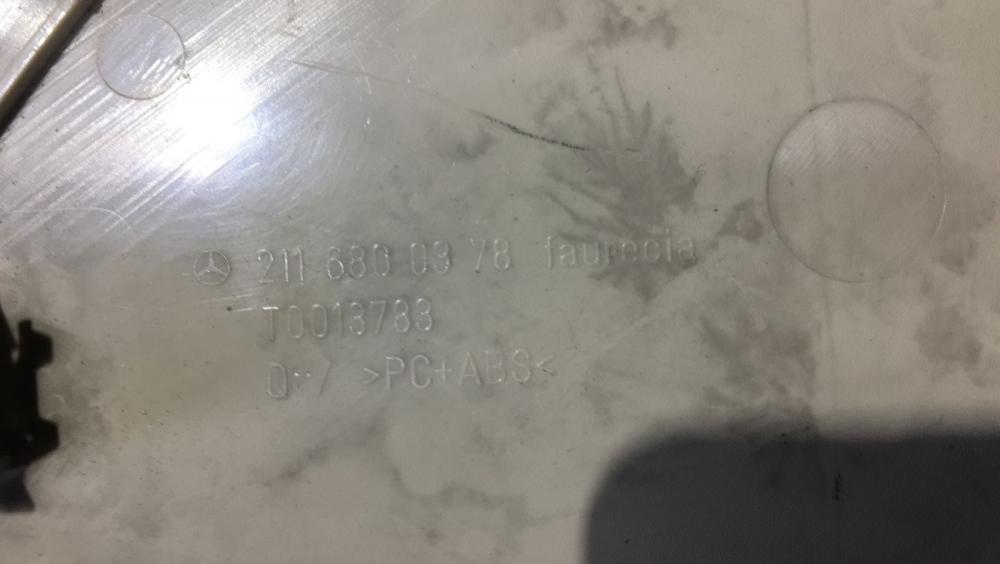 211 680 03 78 faurecia
T0013783
>PC+ABS<